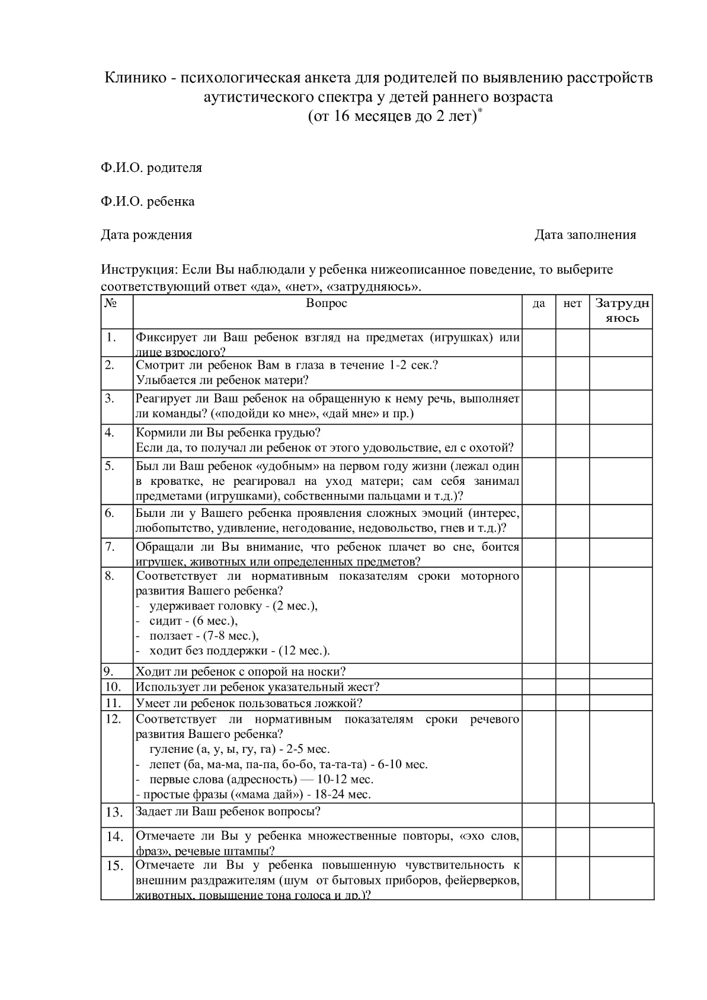 Клинико - психологическая анкета для родителей по выявлению расстройств
аутистического спектра у детей раннего возраста
(от 16 месяцев до 2 лет)*
Ф.И.О. родителя
Ф.И.О. ребенка
Дата рождения Дата заполнения
Инструкция: Если Вы наблюдали у ребенка нижеописанное поведение, то выберите
соответствующий ответ «да», «нет», «затрудняюсь».
№ Вопрос да нет Затрудн
яюсь
1. Фиксирует ли Ваш ребенок взгляд на предметах (игрушках) или
лице взрослого?
2. Смотрит ли ребенок Вам в глаза в течение 1-2 сек.?
Улыбается ли ребенок матери?
3. Реагирует ли Ваш ребенок на обращенную к нему речь, выполняет
ли команды? («подойди ко мне», «дай мне» и пр.)
4. Кормили ли Вы ребенка грудью?
Если да, то получал ли ребенок от этого удовольствие, ел с охотой?
5. Был ли Ваш ребенок «удобным» на первом году жизни (лежал один
в кроватке, не реагировал на уход матери; сам себя занимал
предметами (игрушками), собственными пальцами и т.д.)?
6. Были ли у Вашего ребенка проявления сложных эмоций (интерес,
любопытство, удивление, негодование, недовольство, гнев и т.д.)?
7. Обращали ли Вы внимание, что ребенок плачет во сне, боится
игрушек, животных или определенных предметов?
8. Соответствует ли нормативным показателям сроки моторного
развития Вашего ребенка?
- удерживает головку - (2 мес.),
- сидит - (6 мес.),
- ползает - (7-8 мес.),
- ходит без поддержки - (12 мес.).
9. Ходит ли ребенок с опорой на носки?
10. Использует ли ребенок указательный жест?
11. Умеет ли ребенок пользоваться ложкой?
12. Соответствует ли нормативным показателям сроки речевого
развития Вашего ребенка?
гуление (а, у, ы, гу, га) - 2-5 мес.
- лепет (ба, ма-ма, па-па, бо-бо, та-та-та) - 6-10 мес.
- первые слова (адресность) — 10-12 мес.
- простые фразы («мама дай») - 18-24 мес.
13. Задает ли Ваш ребенок вопросы?
14. Отмечаете ли Вы у ребенка множественные повторы, «эхо слов,
фраз», речевые штампы?
15. Отмечаете ли Вы у ребенка повышенную чувствительность к
внешним раздражителям (шум от бытовых приборов, фейерверков,
животных, повышение тона голоса и др.)?